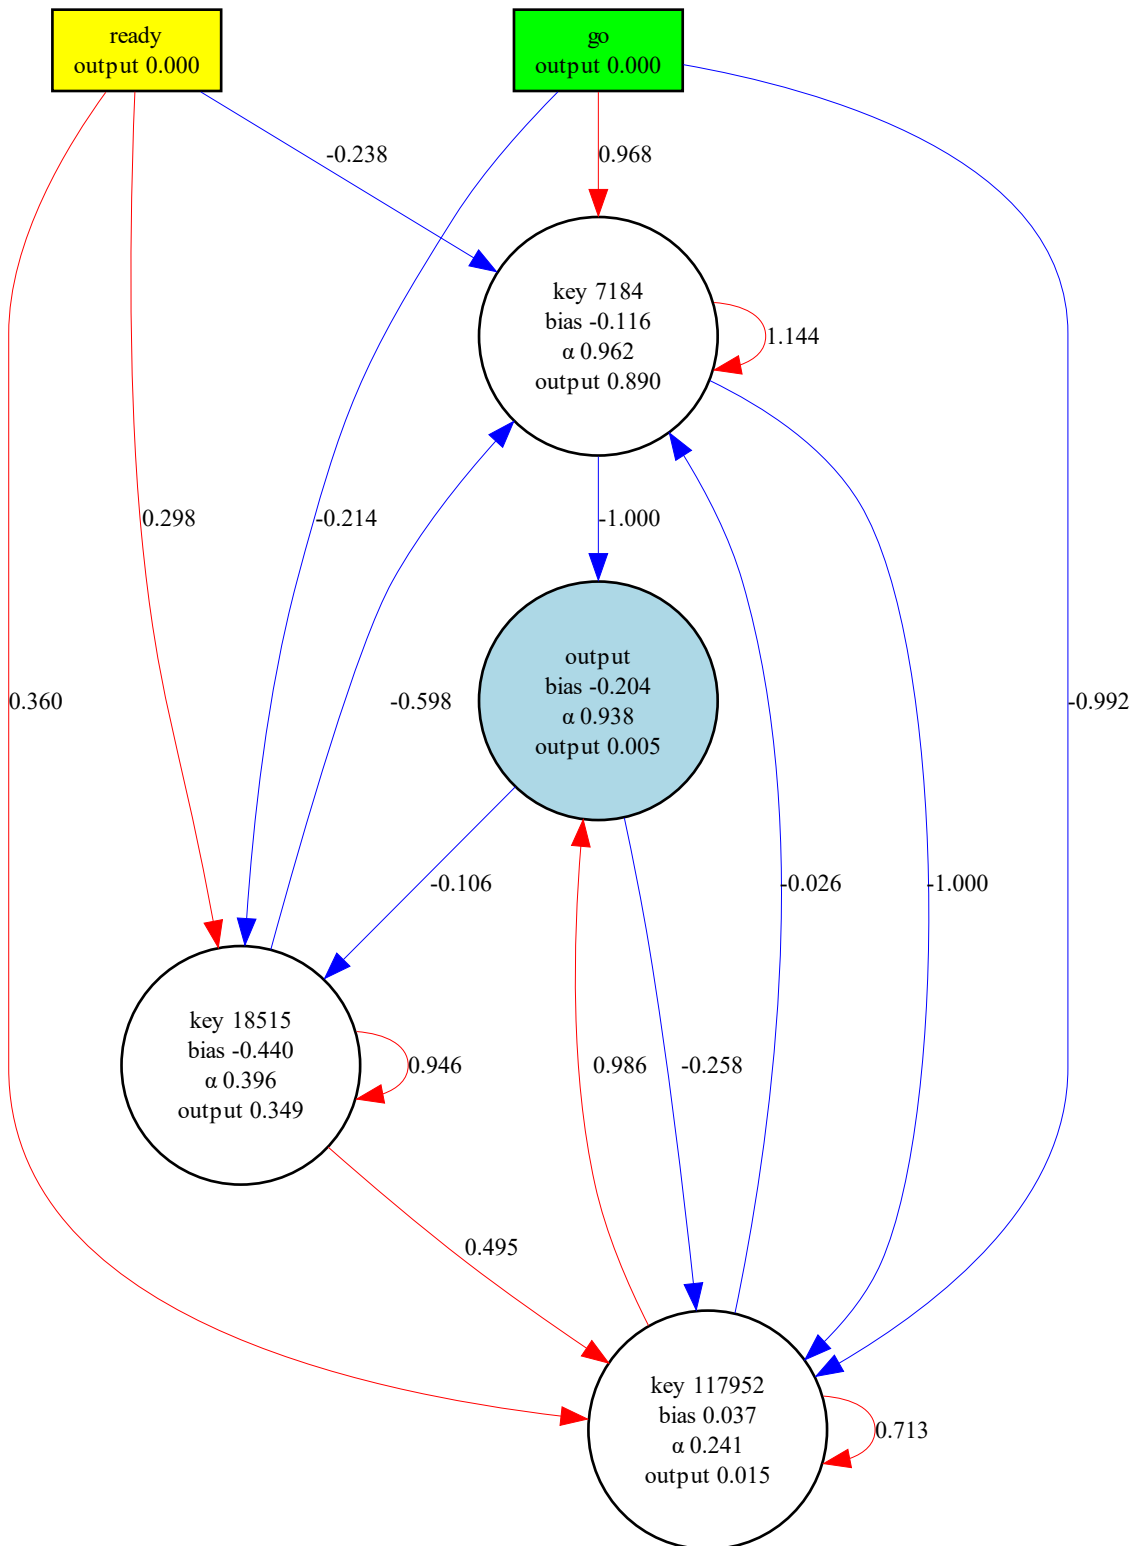 ready
output 0.000
go
output 0.000
-0.238
0.968
key 7184
bias -0.116
α 0.962
output 0.890
1.144
0.298
-0.214
-1.000
output
bias -0.204
α 0.938
output 0.005
0.360
-0.598
-0.992
-0.106
-0.026
-1.000
key 18515
bias -0.440
α 0.396
output 0.349
0.946
0.986
-0.258
0.495
key 117952
bias 0.037
α 0.241
output 0.015
0.713